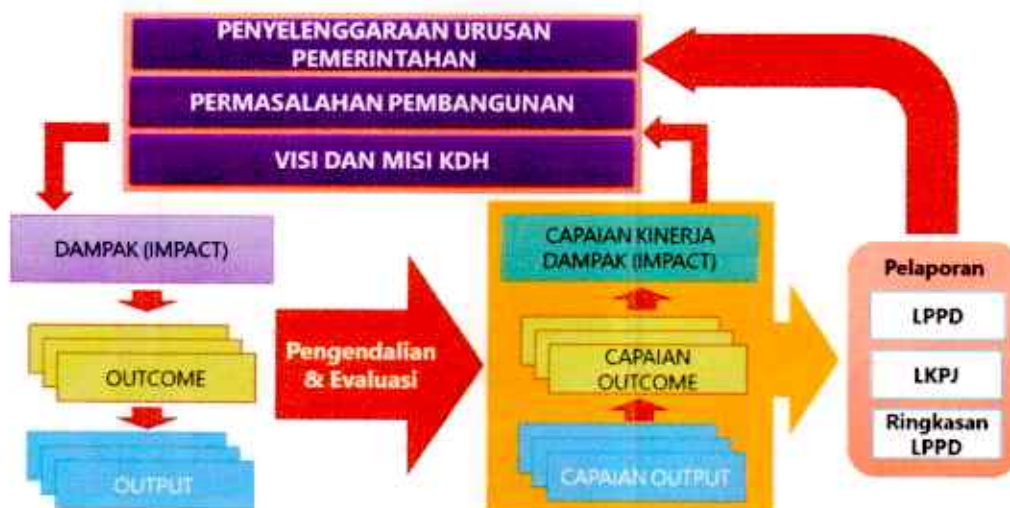 PENYELENGGARAAN URUSAN
PEMERINTAHAN
PERMASALAHAN PEMBANGUNAN
VISI DAN MISI KDH
DAMPAK (IMPACT)
OUTCOME
OUTPUT
Pengendalian
& Evaluasi
CAPAIAN KINERJA
DAMPAK (IMPACT)
CAPAIAN
OUTCOME
CAPAIAN OUTPUT
Pelaporan
LPPD
LKPJ
Ringkasan
LPPD